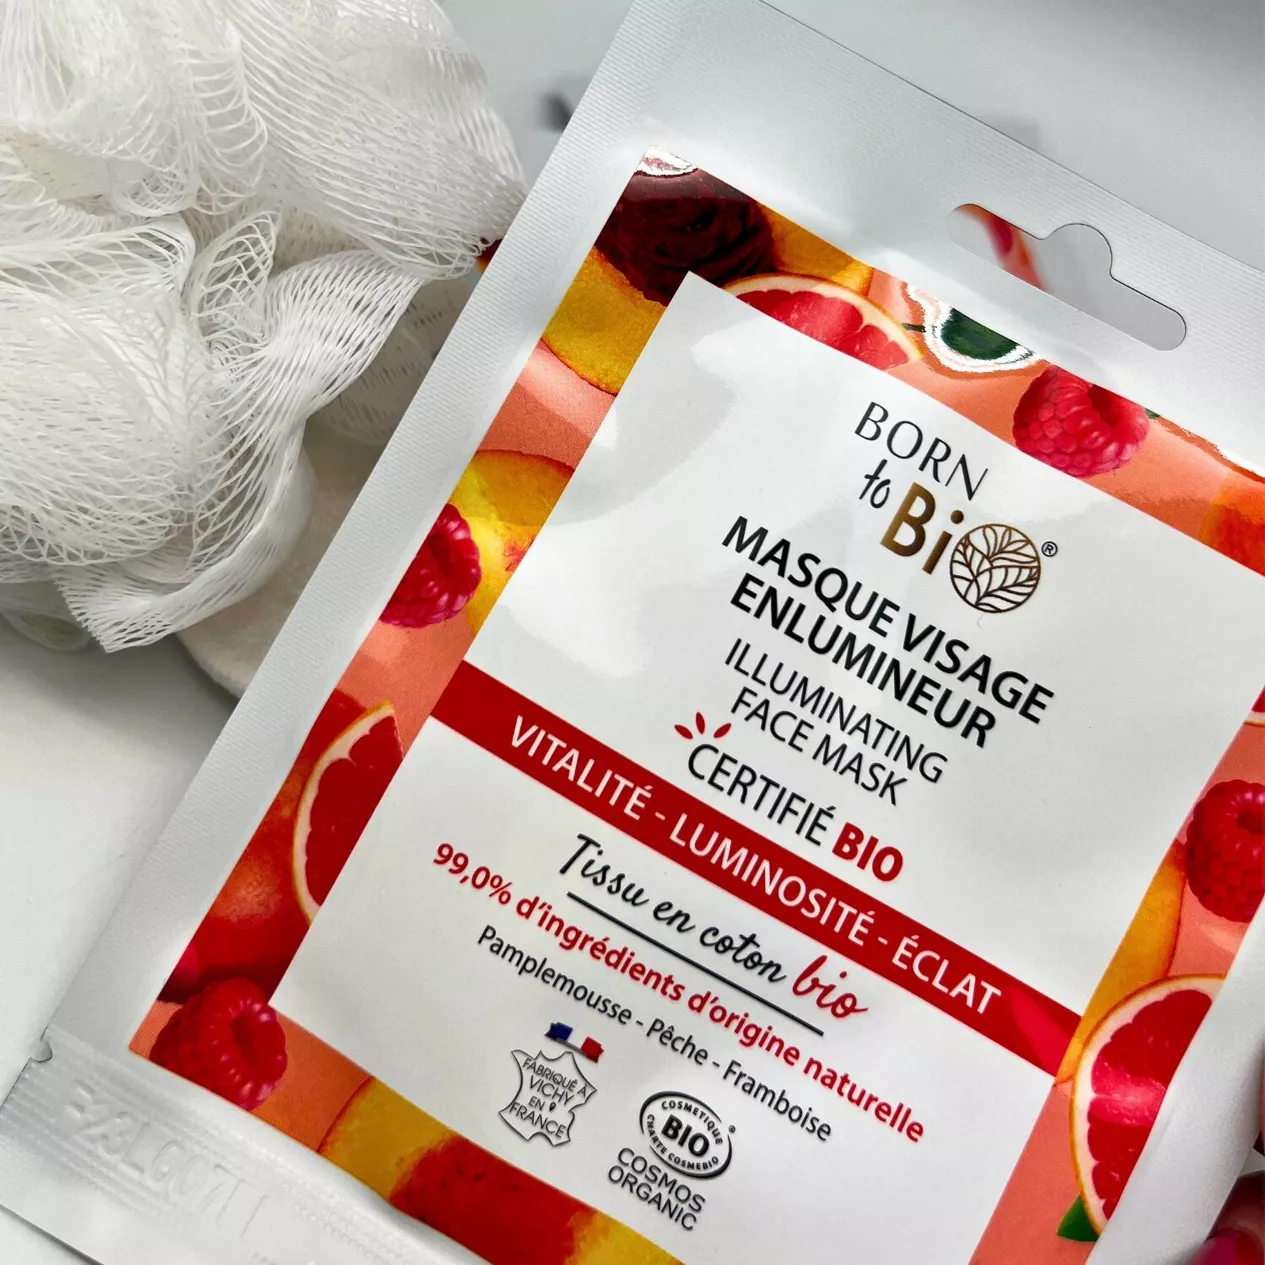 BORN
to BiO®
MASQUE VISAGE
ENLUMINEUR
ILLUMINATING
FACE MASK
CERTIFIÉ BIO
VITALITÉ - LUMINOSITÉ - ÉCLAT
Tissu en coton bio
99,0% d'ingrédients d'origine naturelle
Pamplemousse - Pêche - Framboise
FABRIQUÉ À
VICHY
EN
FRANCE
COSMETIQUE
BIO
CHARTE COSMEBIO
COSMOS
ORGANIC